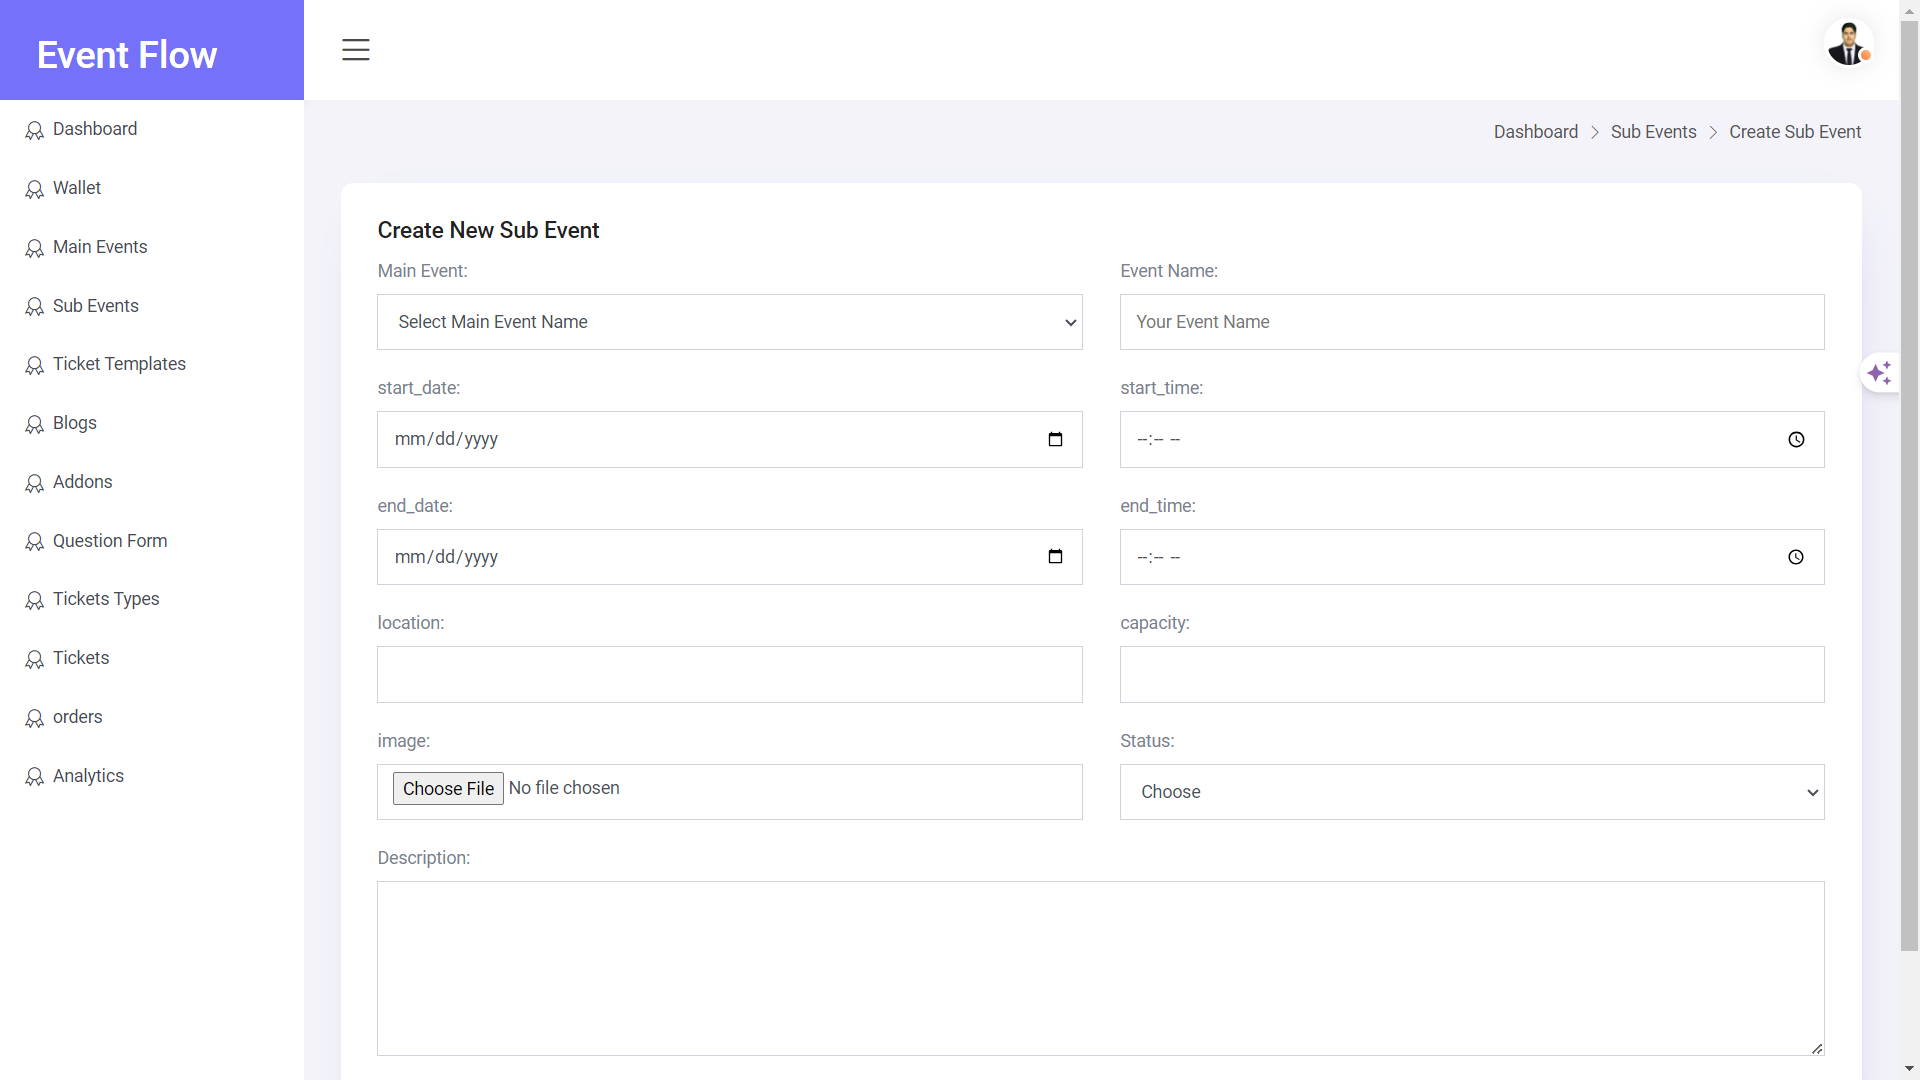 Event Flow
Dashboard
Wallet
Main Events
Sub Events
Ticket Templates
Blogs
Addons
Question Form
Tickets Types
Tickets
orders
Analytics
Dashboard > Sub Events > Create Sub Event
Create New Sub Event
Main Event:
Select Main Event Name
Event Name:
Your Event Name
start_date:
mm/dd/yyyy
start_time:
--:-- --
end_date:
mm/dd/yyyy
end_time:
--:-- --
location:
capacity:
image:
Choose File No file chosen
Status:
Choose
Description: